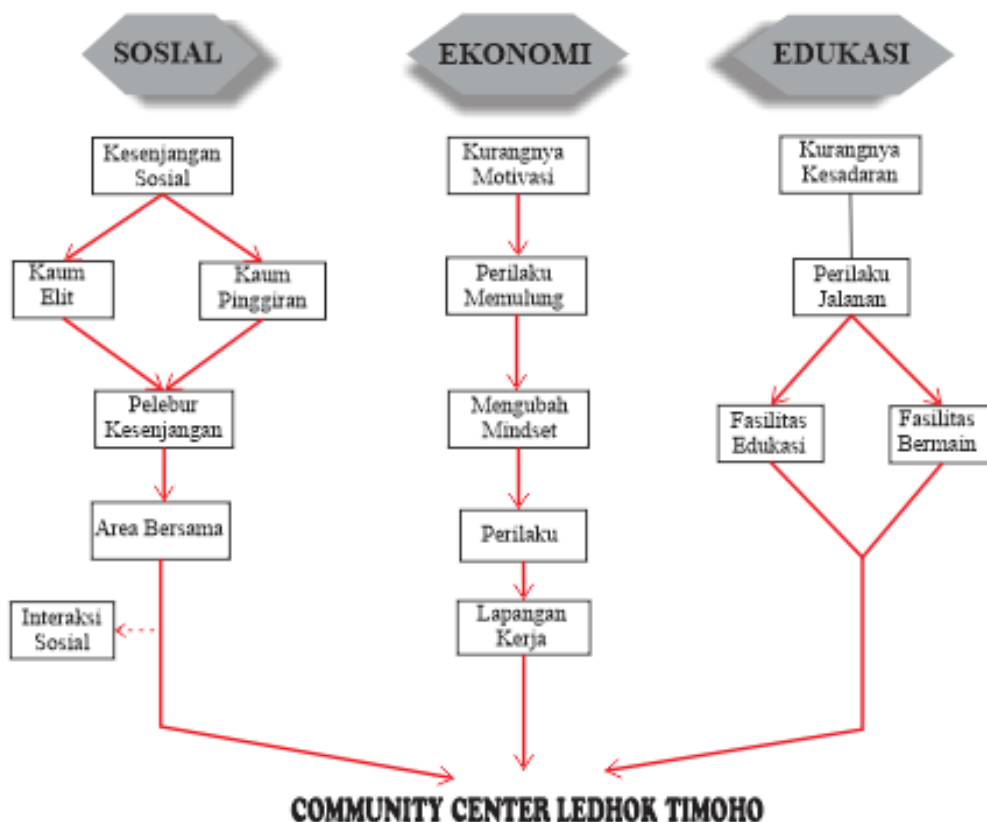 SOSIAL
Kesenjangan
Sosial
Kaum
Elit
Kaum
Pinggiran
Pelebur
Kesenjangan
Area Bersama
Interaksi
Sosial
EKONOMI
Kurangnya
Motivasi
Perilaku
Memulung
Mengubah
Mindset
Perilaku
Lapangan
Kerja
EDUKASI
Kurangnya
Kesadaran
Perilaku
Jalanan
Fasilitas
Edukasi
Fasilitas
Bermain
COMMUNITY CENTER LEDHOK TIMOHO